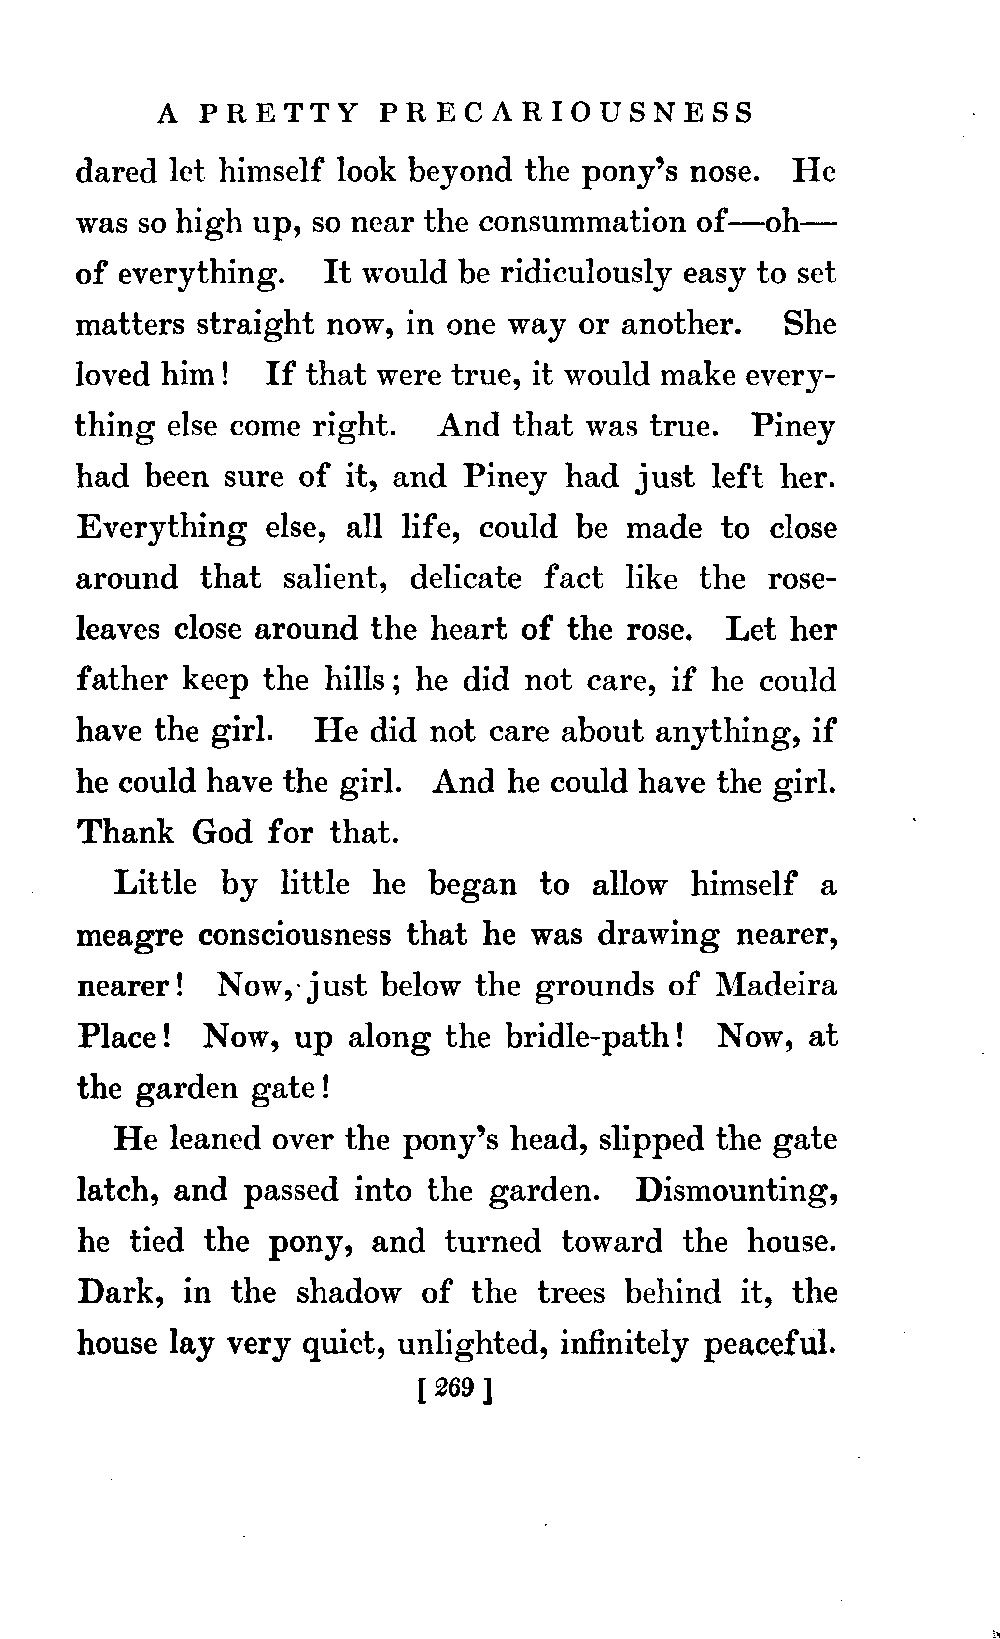 A PRETTY PRECARIOUSNESS
dared let himself look beyond the pony's nose. He
was so high up, so near the consummation of—oh—
of everything. It would be ridiculously easy to set
matters straight now, in one way or another. She
loved him! If that were true, it would make every-
thing else come right. And that was true. Piney
had been sure of it, and Piney had just left her.
Everything else, all life, could be made to close
around that salient, delicate fact like the rose-
leaves close around the heart of the rose. Let her
father keep the hills; he did not care, if he could
have the girl. He did not care about anything, if
he could have the girl. And he could have the girl.
Thank God for that.
Little by little he began to allow himself a
meagre consciousness that he was drawing nearer,
nearer! Now, just below the grounds of Madeira
Place! Now, up along the bridle-path! Now, at
the garden gate!
He leaned over the pony's head, slipped the gate
latch, and passed into the garden. Dismounting,
he tied the pony, and turned toward the house.
Dark, in the shadow of the trees behind it, the
house lay very quiet, unlighted, infinitely peaceful.
[ 269 ]